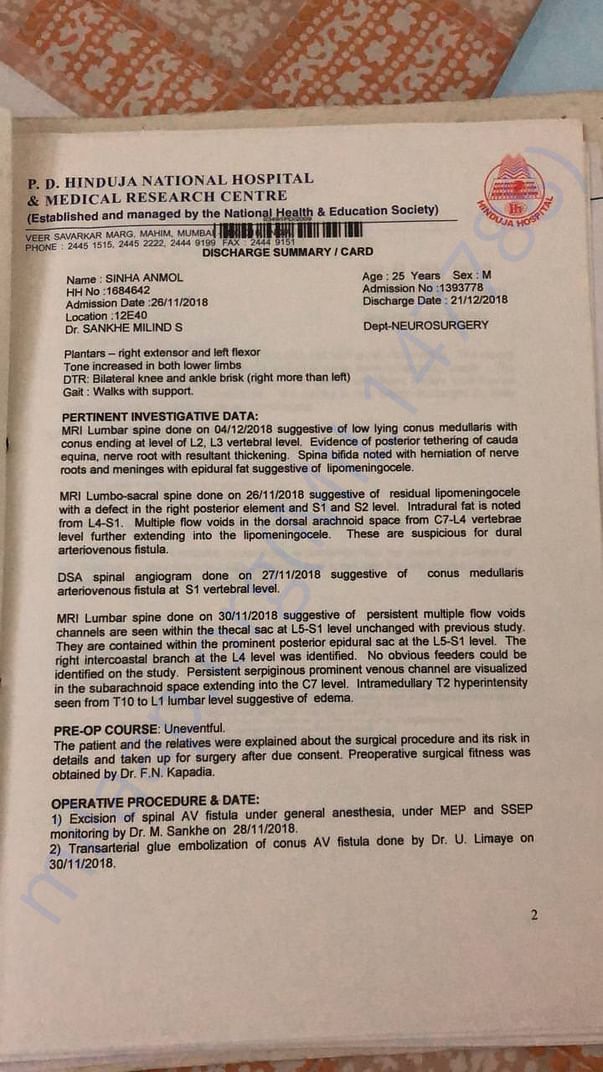 P. D. HINDUJA NATIONAL HOSPITAL
& MEDICAL RESEARCH CENTRE
(Established and managed by the National Health & Education Society)
VEER SAVARKAR MARG, MAHIM, MUMBAI
PHONE : 2445 1515, 2445 2222, 2444 9199 FAX : 2444 9151
HINDUJA HOSPITAL
DISCHARGE SUMMARY / CARD
Name : SINHA ANMOL Age : 25 Years Sex : M
HH No :1684642 Admission No :1393778
Admission Date :26/11/2018 Discharge Date : 21/12/2018
Location :12E40
Dr. SANKHE MILIND S Dept-NEUROSURGERY
Plantars – right extensor and left flexor
Tone increased in both lower limbs
DTR: Bilateral knee and ankle brisk (right more than left)
Gait : Walks with support.
PERTINENT INVESTIGATIVE DATA:
MRI Lumbar spine done on 04/12/2018 suggestive of low lying conus medullaris with
conus ending at level of L2, L3 vertebral level. Evidence of posterior tethering of cauda
equina, nerve root with resultant thickening. Spina bifida noted with herniation of nerve
roots and meninges with epidural fat suggestive of lipomeningocele.
MRI Lumbo-sacral spine done on 26/11/2018 suggestive of residual lipomeningocele
with a defect in the right posterior element and S1 and S2 level. Intradural fat is noted
from L4-S1. Multiple flow voids in the dorsal arachnoid space from C7-L4 vertebrae
level further extending into the lipomeningocele. These are suspicious for dural
arteriovenous fistula.
DSA spinal angiogram done on 27/11/2018 suggestive of conus medullaris
arteriovenous fistula at S1 vertebral level.
MRI Lumbar spine done on 30/11/2018 suggestive of persistent multiple flow voids
channels are seen within the thecal sac at L5-S1 level unchanged with previous study.
They are contained within the prominent posterior epidural sac at the L5-S1 level. The
right intercoastal branch at the L4 level was identified. No obvious feeders could be
identified on the study. Persistent serpiginous prominent venous channel are visualized
in the subarachnoid space extending into the C7 level. Intramedullary T2 hyperintensity
seen from T10 to L1 lumbar level suggestive of edema.
PRE-OP COURSE: Uneventful.
The patient and the relatives were explained about the surgical procedure and its risk in
details and taken up for surgery after due consent. Preoperative surgical fitness was
obtained by Dr. F.N. Kapadia.
OPERATIVE PROCEDURE & DATE:
1) Excision of spinal AV fistula under general anesthesia, under MEP and SSEP
monitoring by Dr. M. Sankhe on 28/11/2018.
2) Transarterial glue embolization of conus AV fistula done by Dr. U. Limaye on
30/11/2018.
2